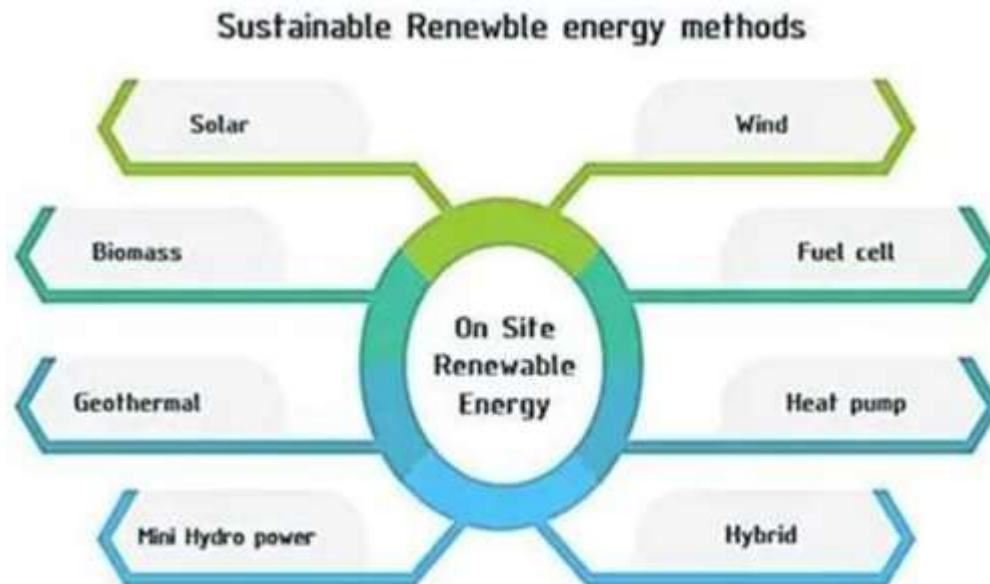 Sustainable Renewble energy methods
Solar
Wind
Biomass
Fuel cell
On Site
Renewable
Energy
Geothermal
Heat pump
Mini Hydro power
Hybrid